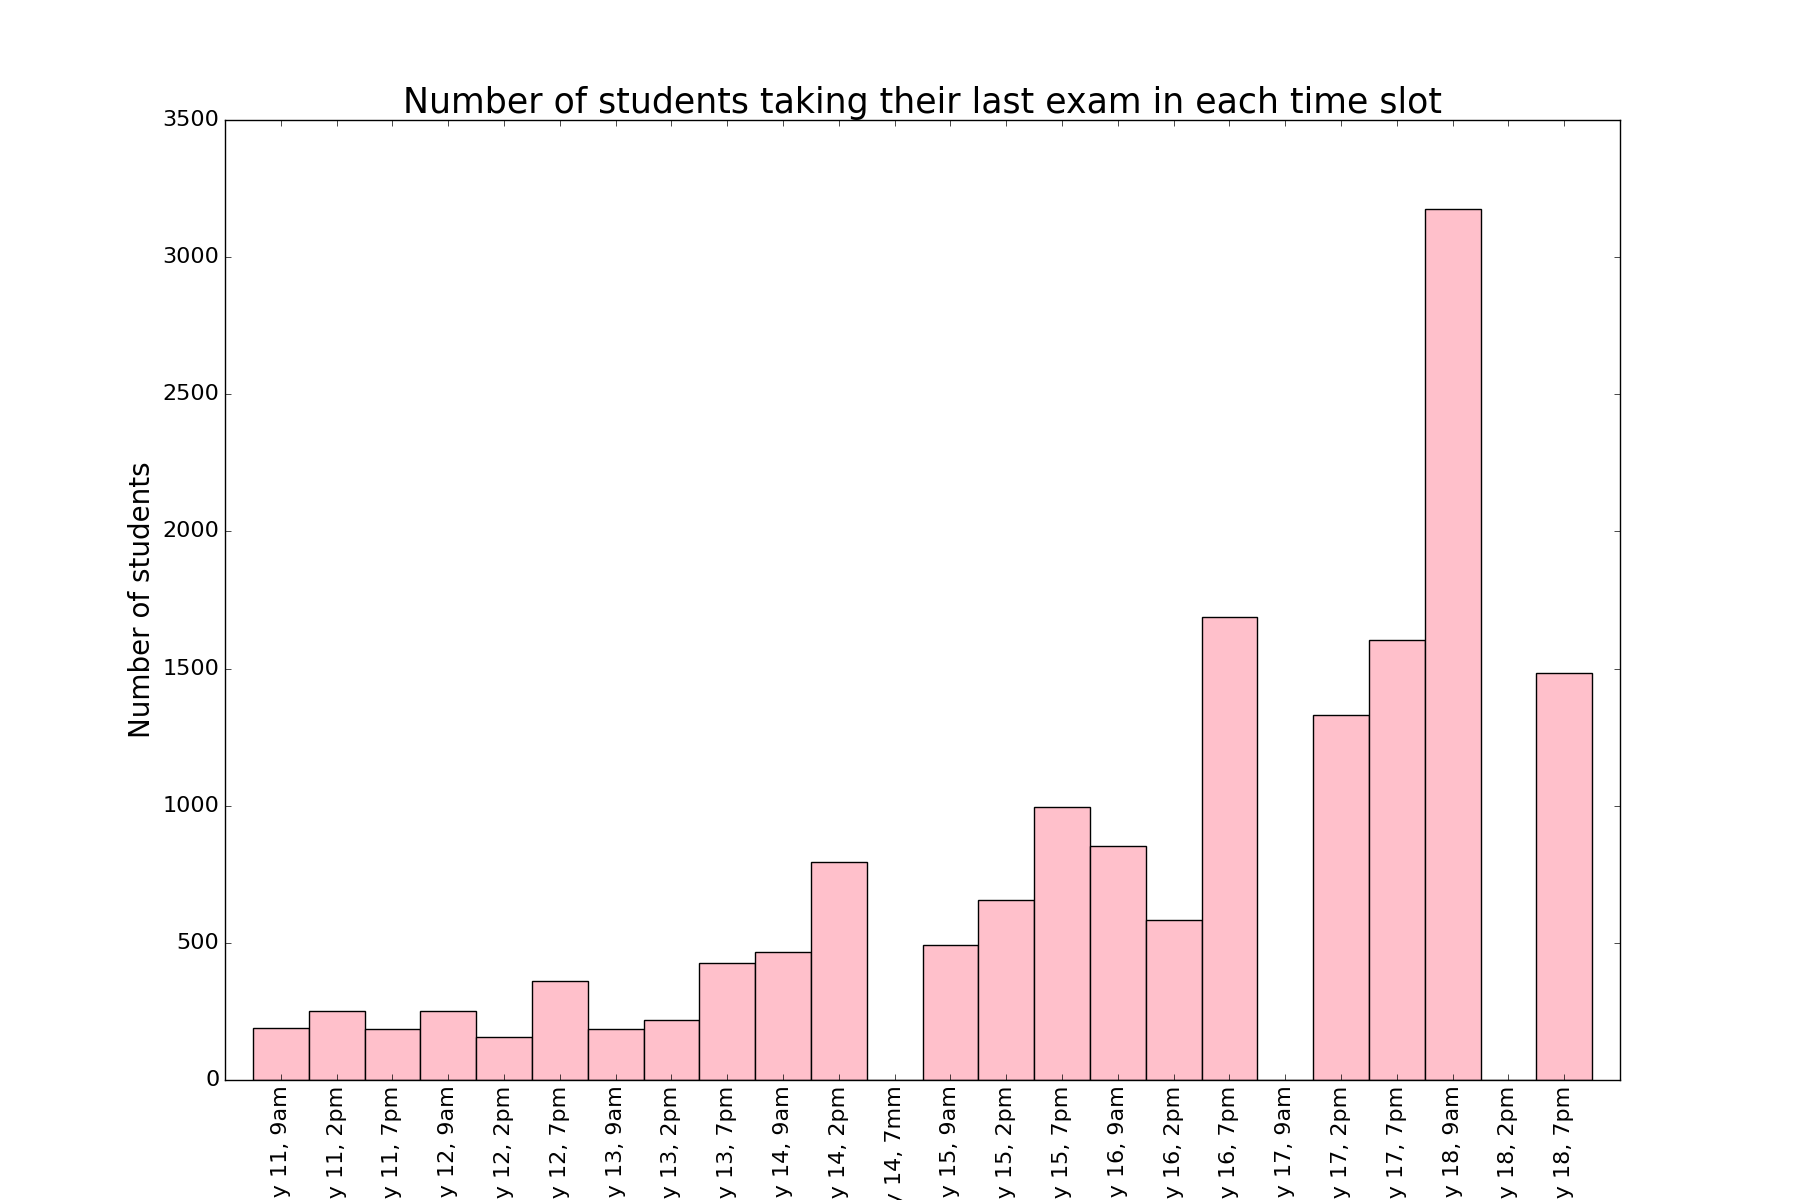 Number of students taking their last exam in each time slot
3500
3000
2500
2000
1500
1000
500
0
Number of students
y 11, 9am
y 11, 2pm
y 11, 7pm
y 12, 9am
y 12, 2pm
y 12, 7pm
y 13, 9am
y 13, 2pm
y 13, 7pm
y 14, 9am
y 14, 2pm
y 14, 7mm
y 15, 9am
y 15, 2pm
y 15, 7pm
y 16, 9am
y 16, 2pm
y 16, 7pm
y 17, 9am
y 17, 2pm
y 17, 7pm
y 18, 9am
y 18, 2pm
y 18, 7pm